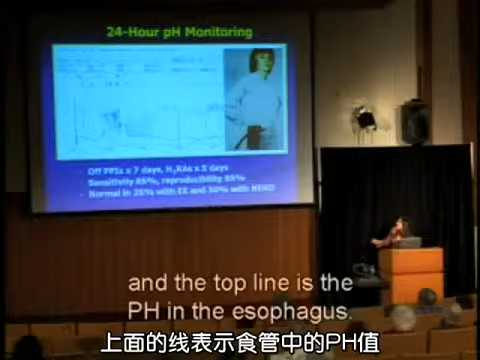 24-Hour pH Monitoring
Off PPIs x 7 days, H₂RAs x 5 days
Sensitivity 85%, reproducibility 85%
Normal in 25% with EE and 50% with NERD
and the top line is the
PH in the esophagus.
上面的线表示食管中的PH值